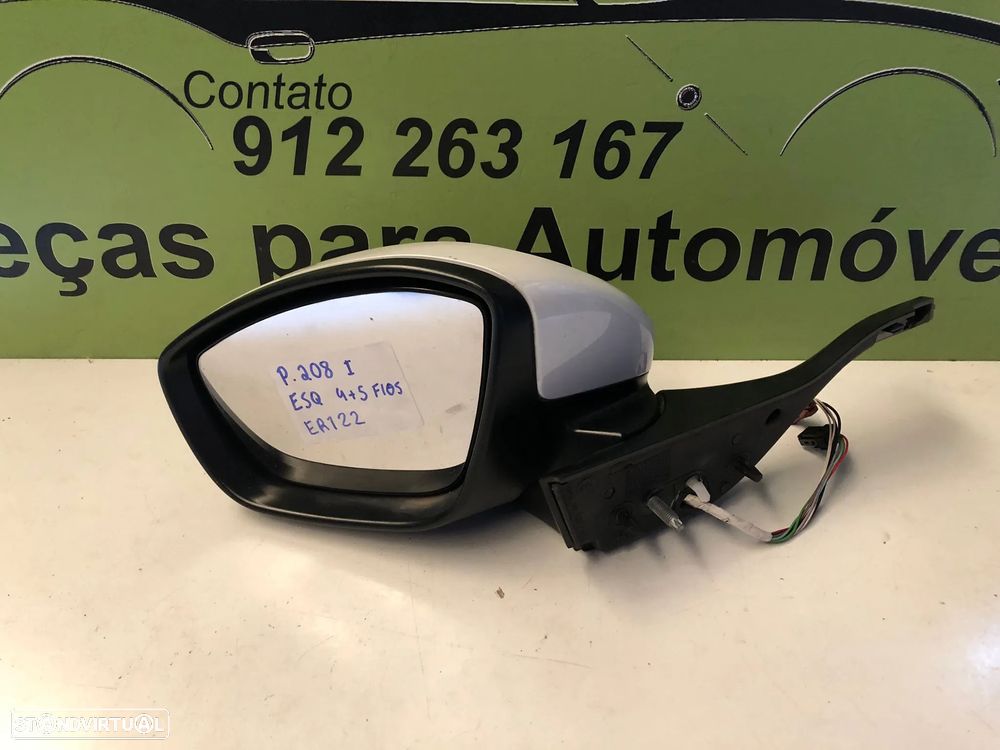 Contato
912 263 167
eças para Automóve
P.208 I
ESQ 4+5 FIOS
ER122
STANDVIRTUAL